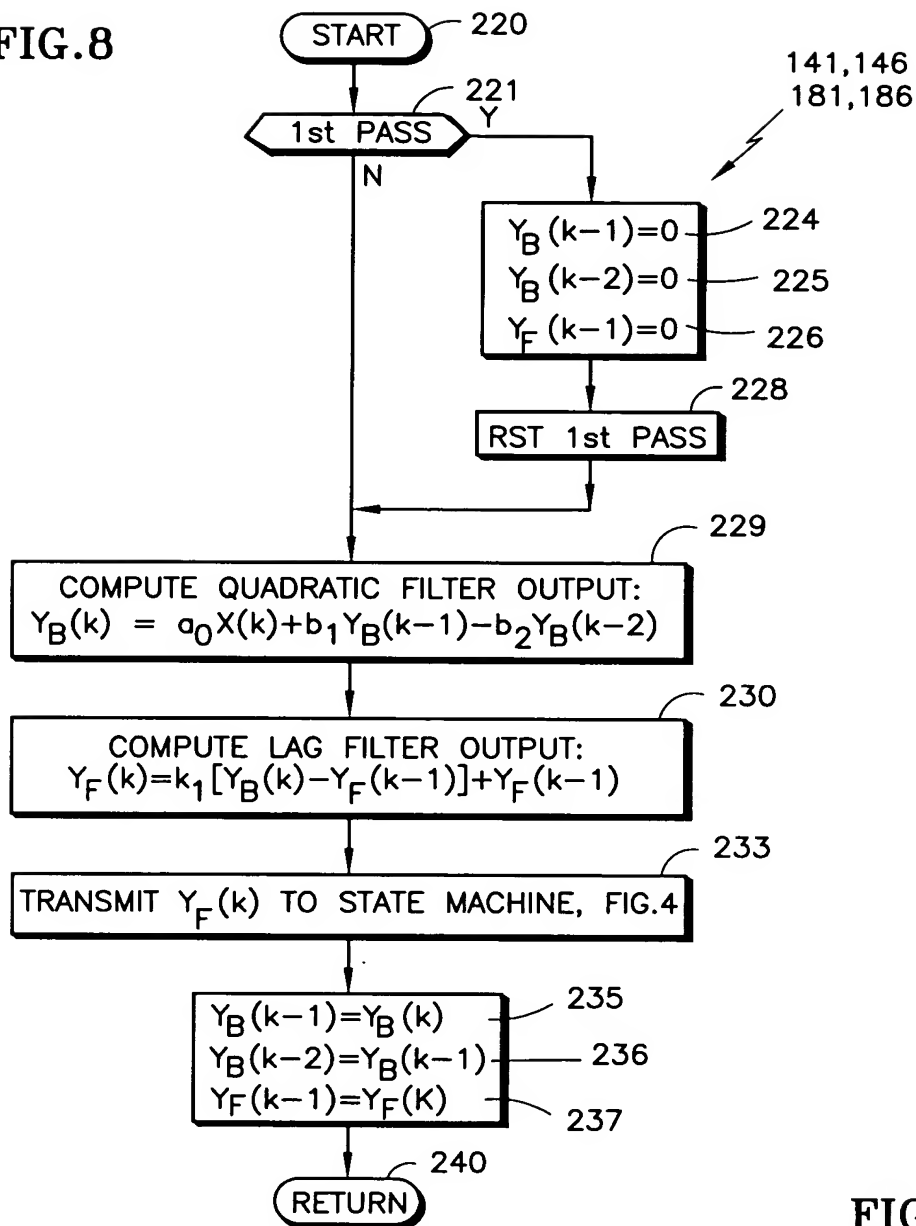 FIG.8
START
220
221
1st PASS
Y
N
141,146
181,186
Y_B(k-1)=0
224
Y_B(k-2)=0
225
Y_F(k-1)=0
226
228
RST 1st PASS
229
COMPUTE QUADRATIC FILTER OUTPUT:
Y_B(k) = a_0X(k)+b_1Y_B(k-1)-b_2Y_B(k-2)
230
COMPUTE LAG FILTER OUTPUT:
Y_F(k)=k_1[Y_B(k)-Y_F(k-1)]+Y_F(k-1)
233
TRANSMIT Y_F(k) TO STATE MACHINE, FIG.4
Y_B(k-1)=Y_B(k)
235
Y_B(k-2)=Y_B(k-1)
236
Y_F(k-1)=Y_F(K)
237
240
RETURN
FIG